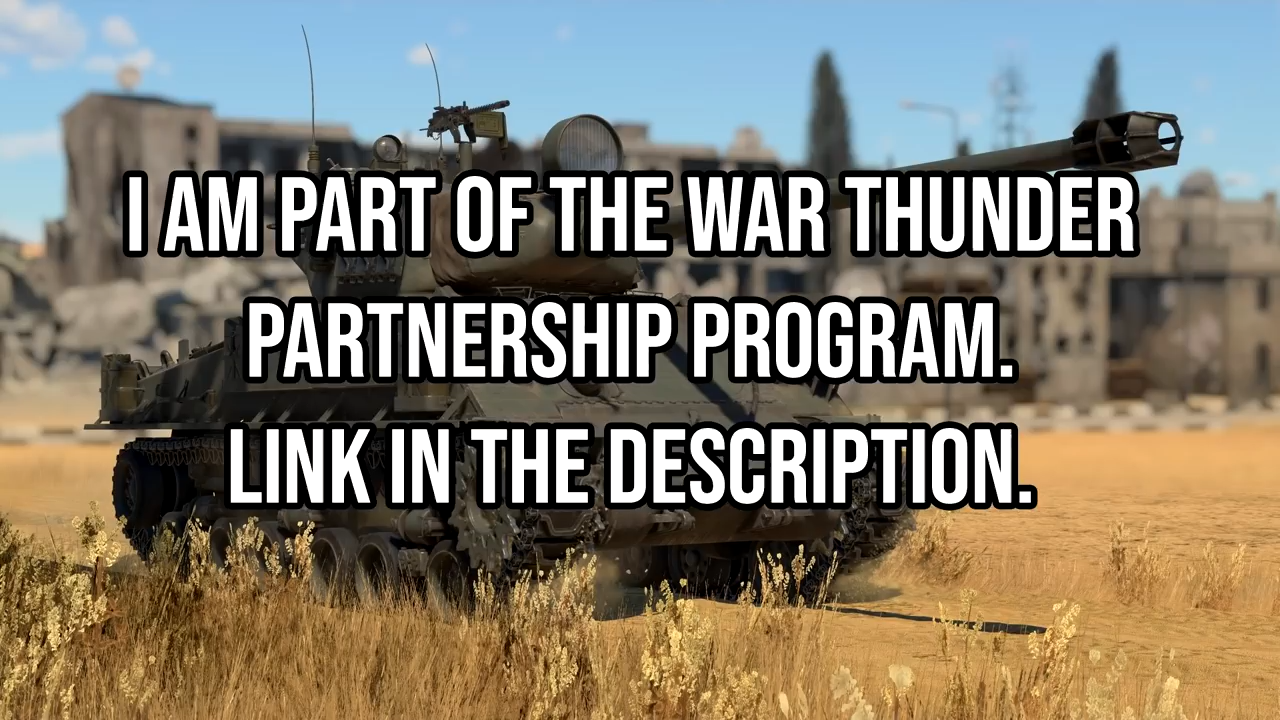 I AM PART OF THE WAR THUNDER
PARTNERSHIP PROGRAM.
LINK IN THE DESCRIPTION.